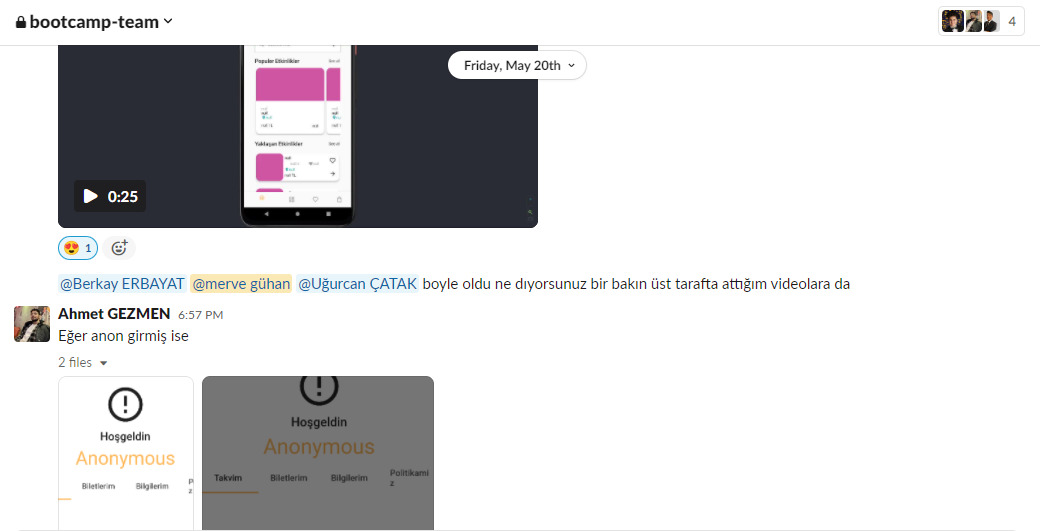 bootcamp-team
4
Friday, May 20th
Populer Etkinlikler
Yaklaşan Etkinlikler
0:25
1
@Berkay ERBAYAT @merve gühan @Uğurcan ÇATAK boyle oldu ne dıyorsunuz bir bakın üst tarafta attığım videolara da
Ahmet GEZMEN 6:57 PM
Eğer anon girmiş ise
2 files
Hoşgeldin
Anonymous
Biletlerim Bilgilerim P
z
Hoşgeldin
Anonymous
Takvim Biletlerim Bilgilerim Politikami
z